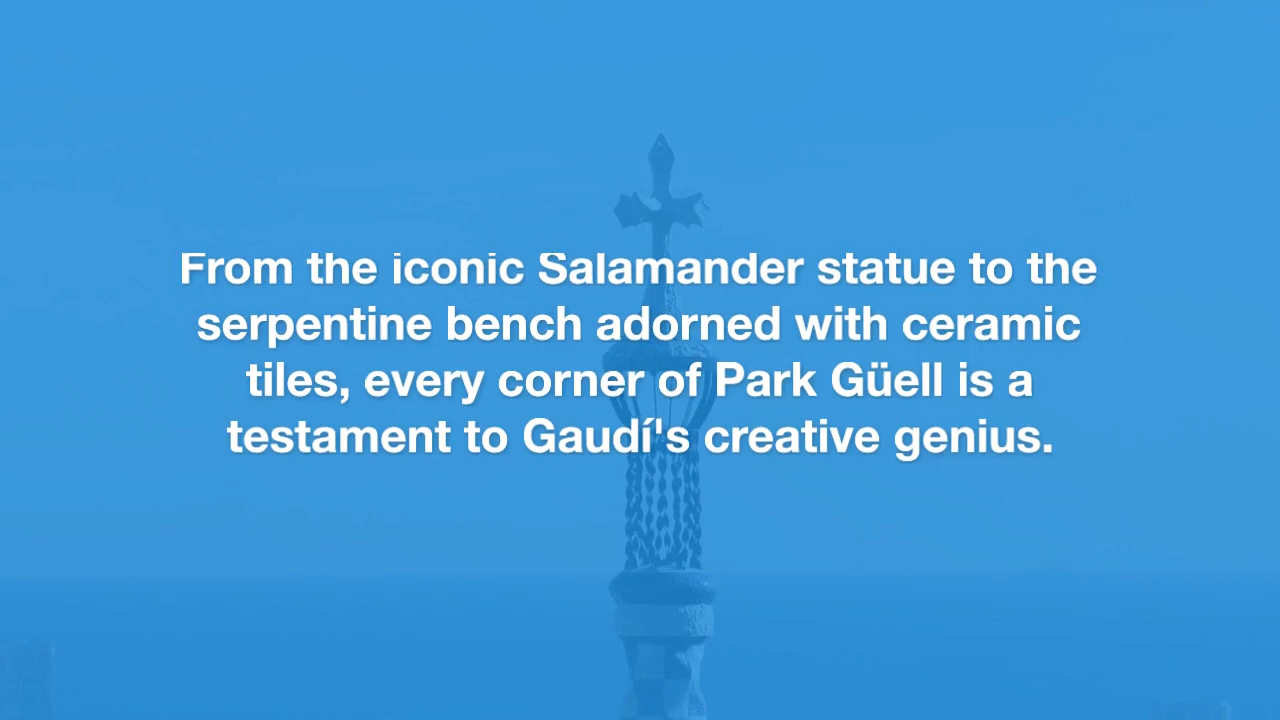 From the iconic Salamander statue to the
serpentine bench adorned with ceramic
tiles, every corner of Park Güell is a
testament to Gaudí's creative genius.